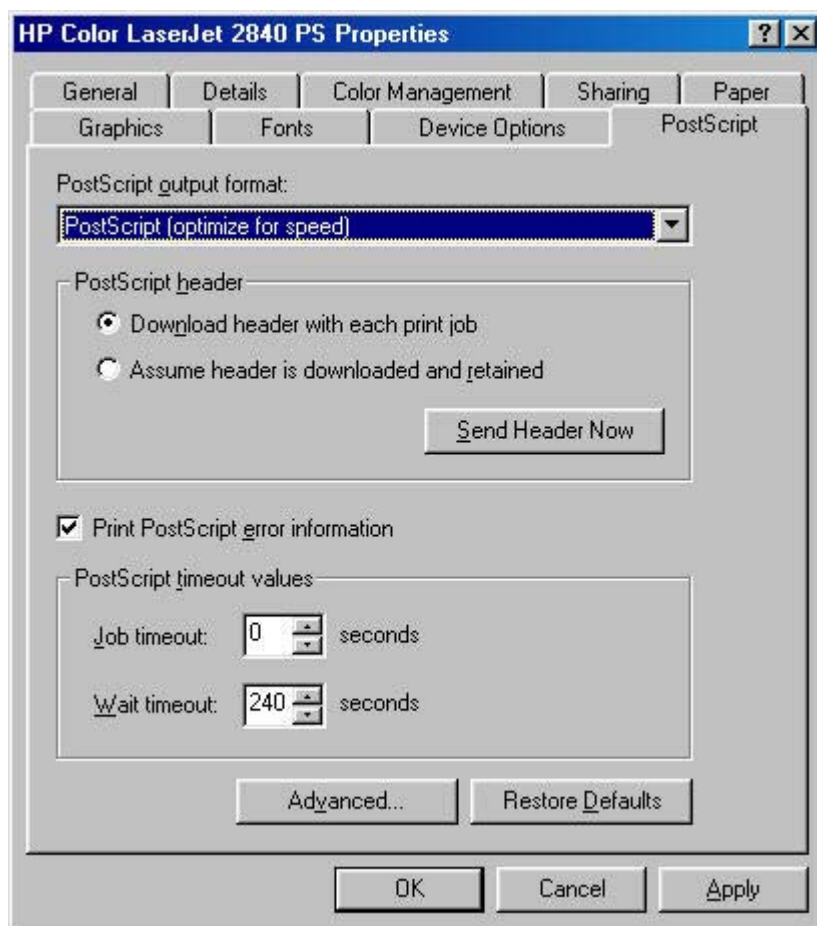 HP Color LaserJet 2840 PS Properties
General Details Color Management Sharing Paper
Graphics Fonts Device Options PostScript
PostScript output format:
PostScript (optimize for speed)
PostScript header
Download header with each print job
Assume header is downloaded and retained
Send Header Now
Print PostScript error information
PostScript timeout values
Job timeout: 0 seconds
Wait timeout: 240 seconds
Advanced... Restore Defaults
OK Cancel Apply